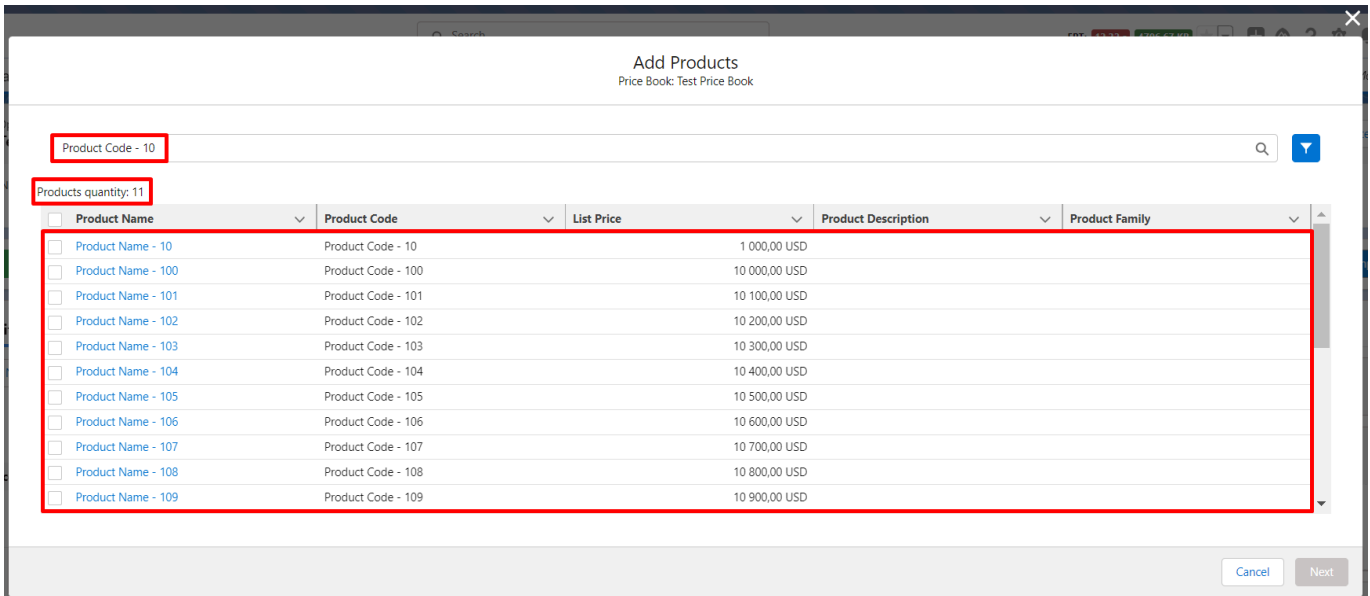 Search
Add Products
Price Book: Test Price Book
Product Code - 10
Products quantity: 11
Product Name Product Code List Price Product Description Product Family
Product Name - 10 Product Code - 10 1 000,00 USD
Product Name - 100 Product Code - 100 10 000,00 USD
Product Name - 101 Product Code - 101 10 100,00 USD
Product Name - 102 Product Code - 102 10 200,00 USD
Product Name - 103 Product Code - 103 10 300,00 USD
Product Name - 104 Product Code - 104 10 400,00 USD
Product Name - 105 Product Code - 105 10 500,00 USD
Product Name - 106 Product Code - 106 10 600,00 USD
Product Name - 107 Product Code - 107 10 700,00 USD
Product Name - 108 Product Code - 108 10 800,00 USD
Product Name - 109 Product Code - 109 10 900,00 USD
Cancel Next